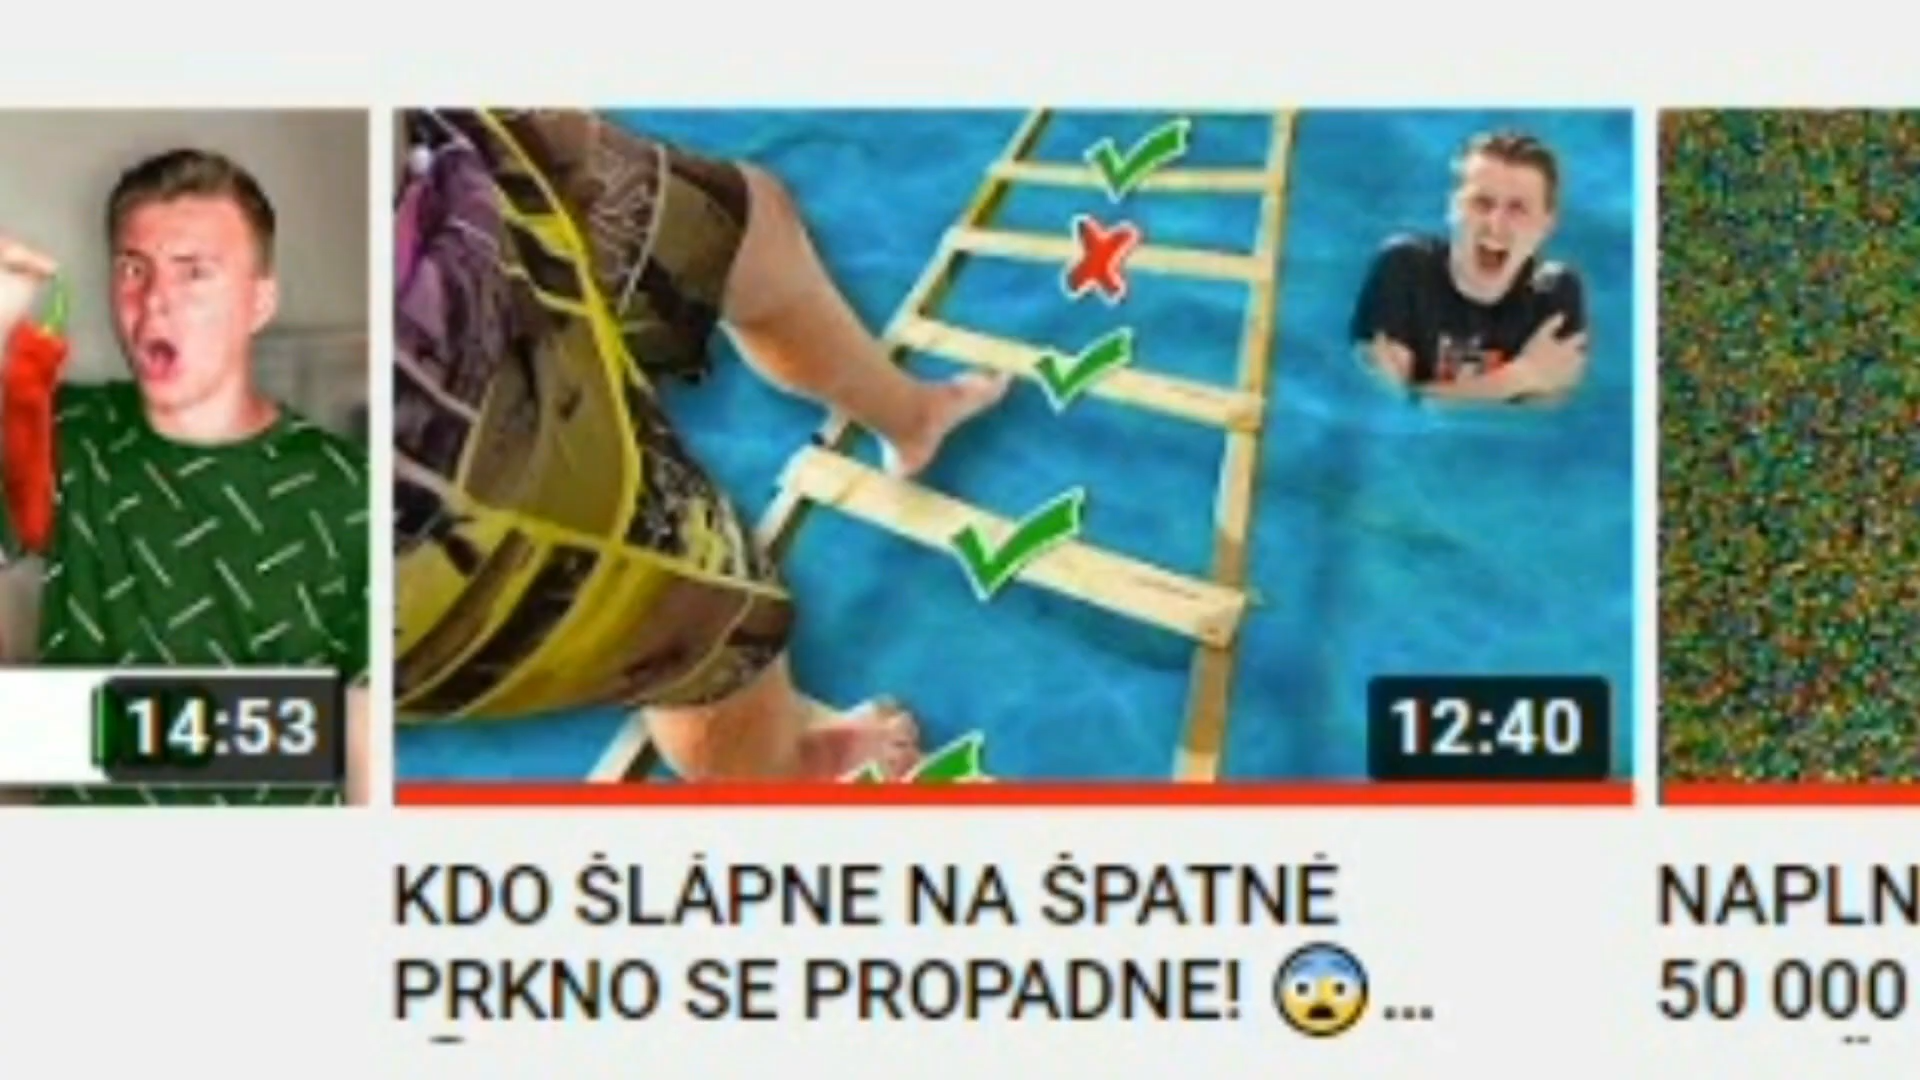 14:53
12:40
KDO ŠLÁPNE NA ŠPATNÉ
PRKNO SE PROPADNE! 😨...
NAPLN
50 000